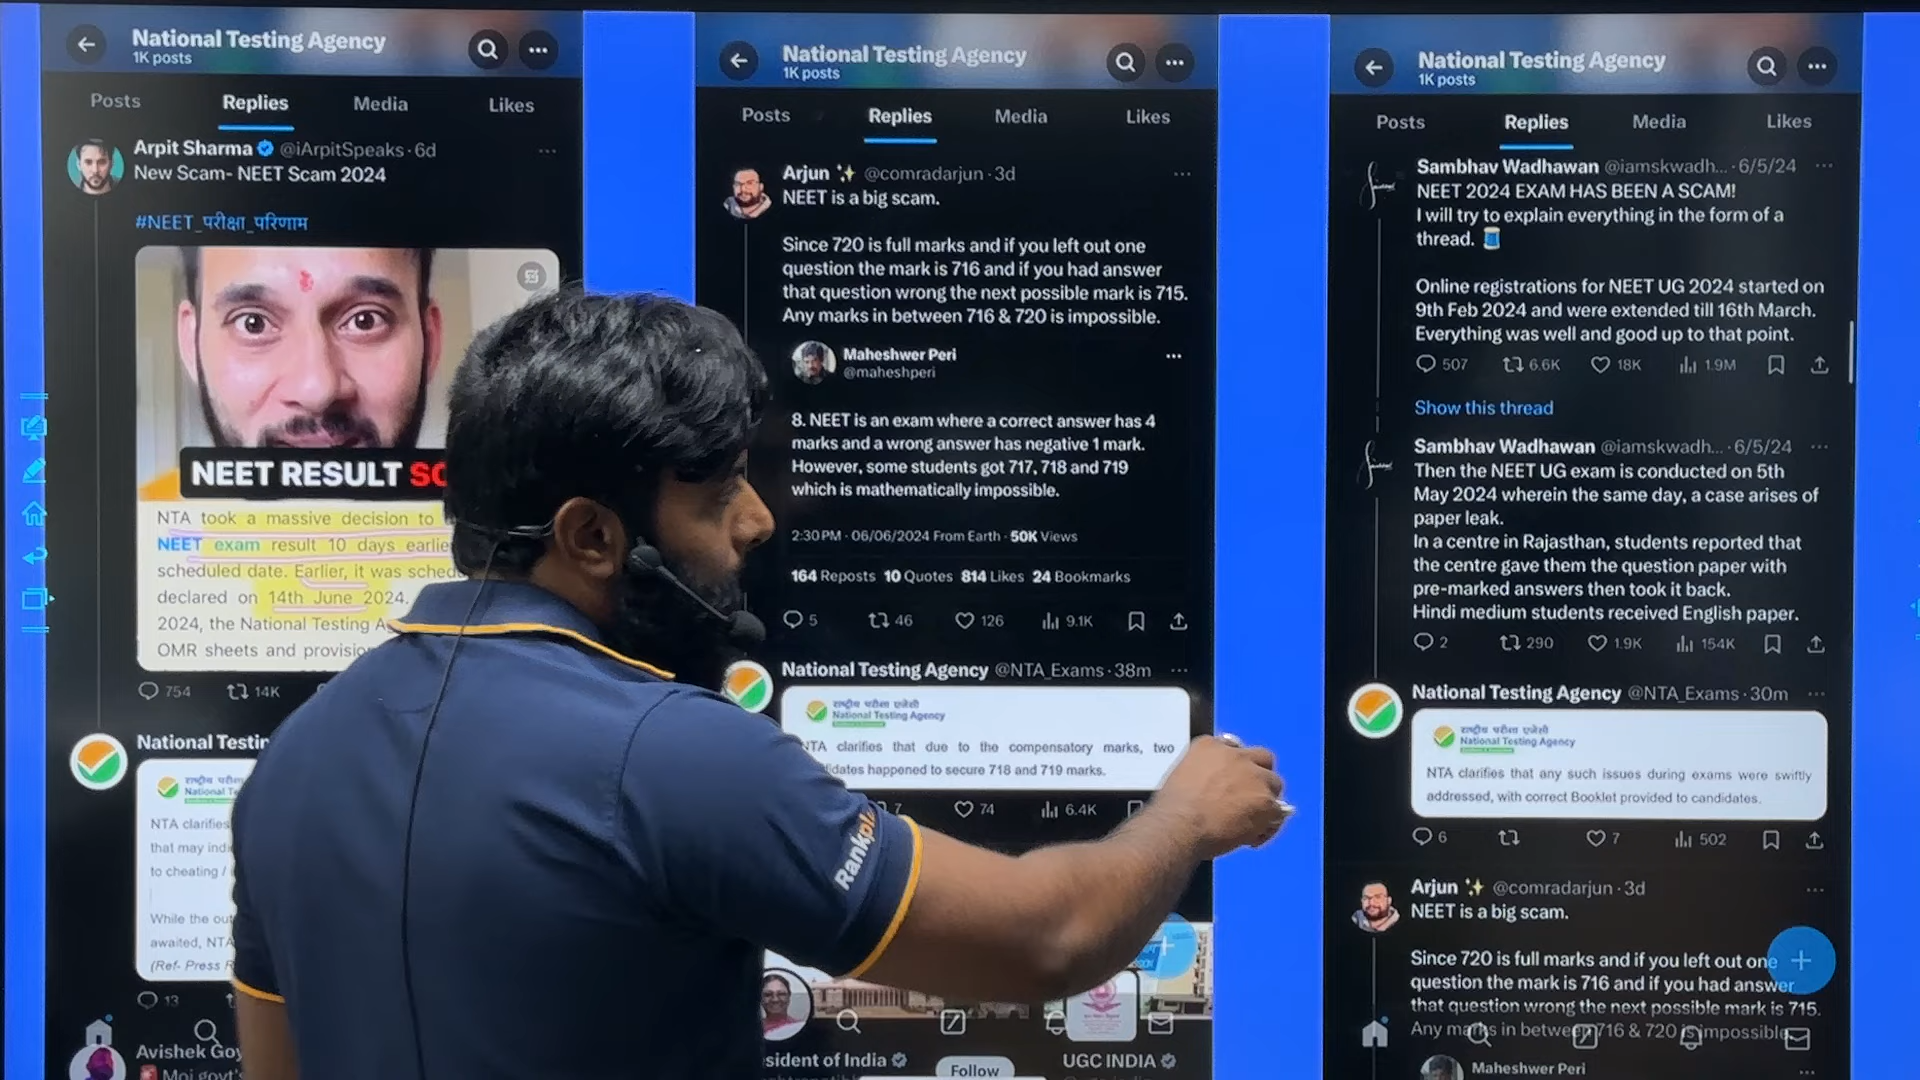 National Testing Agency
1K posts
Posts
Replies
Media
Likes
Arpit Sharma @iArpitSpeaks · 6d
New Scam- NEET Scam 2024
#NEET_परीक्षा_परिणाम
NEET RESULT
NTA took a massive decision to
NEET exam result 10 days
scheduled date. Earlier, it was
declared on 14th June 2024.
2024, the National Testing
OMR sheets and
754
14K
National
राष्ट्रीय
NTA clarifies
that may
to cheating /
While the
awaited, NTA
(Ref- Press
13
Avishek
Moi govt's
National Testing Agency
1K posts
Posts
Replies
Media
Likes
Arjun ✨ @comradarjun · 3d
NEET is a big scam.
Since 720 is full marks and if you left out one
question the mark is 716 and if you had answer
that question wrong the next possible mark is 715.
Any marks in between 716 & 720 is impossible.
Maheshwer Peri
@maheshperi
8. NEET is an exam where a correct answer has 4
marks and a wrong answer has negative 1 mark.
However, some students got 717, 718 and 719
which is mathematically impossible.
2:30 PM · 06/06/2024 From Earth · 50K Views
164 Reposts 10 Quotes 814 Likes 24 Bookmarks
5
46
126
9.1K
National Testing Agency @NTA_Exams · 38m
राष्ट्रीय परीक्षा एजेंसी
National Testing Agency
NTA clarifies that due to the compensatory marks, two
happened to secure 718 and 719 marks.
7
74
6.4K
Rank
of India
Follow
UGC INDIA
National Testing Agency
1K posts
Posts
Replies
Media
Likes
Sambhav Wadhawan @iamskwadh... · 6/5/24
NEET 2024 EXAM HAS BEEN A SCAM!
I will try to explain everything in the form of a
thread. 🧵
Online registrations for NEET UG 2024 started on
9th Feb 2024 and were extended till 16th March.
Everything was well and good up to that point.
507
6.6K
18K
1.9M
Show this thread
Sambhav Wadhawan @iamskwadh... · 6/5/24
Then the NEET UG exam is conducted on 5th
May 2024 wherein the same day, a case arises of
paper leak.
In a centre in Rajasthan, students reported that
the centre gave them the question paper with
pre-marked answers then took it back.
Hindi medium students received English paper.
2
290
1.9K
154K
National Testing Agency @NTA_Exams · 30m
राष्ट्रीय परीक्षा एजेंसी
National Testing Agency
NTA clarifies that any such issues during exams were swiftly
addressed, with correct Booklet provided to candidates.
6
7
502
Arjun ✨ @comradarjun · 3d
NEET is a big scam.
Since 720 is full marks and if you left out one
question the mark is 716 and if you had answer
that question wrong the next possible mark is 715.
Any marks in between 716 & 720 is impossible.
Maheshwer Peri